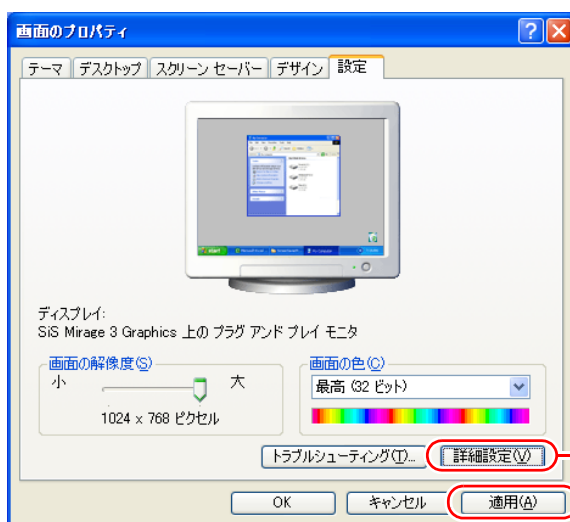 画面のプロパティ
テーマ デスクトップ スクリーン セーバー デザイン 設定
ディスプレイ:
SiS Mirage 3 Graphics 上の プラグ アンド プレイ モニタ
画面の解像度(S) 画面の色(C)
小 大 最高 (32 ビット)
1024 x 768 ピクセル
トラブルシューティング(T)... 詳細設定(V)
OK キャンセル 適用(A)